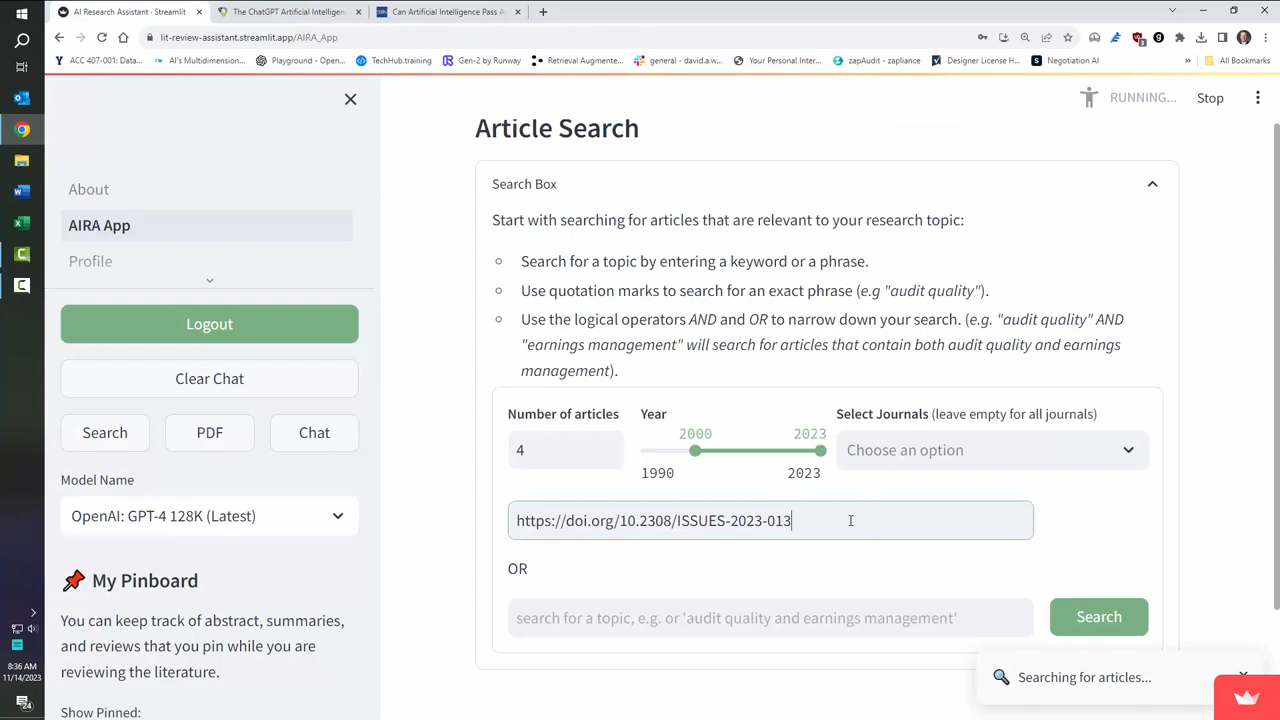 AI Research Assistant - Streamlit
The ChatGPT Artificial Intelligen
Can Artificial Intelligence Pass A
lit-review-assistant.streamlit.app/AIRA_App
ACC 407-001: Data...
AI's Multidimension...
Playground - Open...
TechHub.training
Gen-2 by Runway
Retrieval Augmente...
general - david.a.w...
Your Personal Inter...
zapAudit - zapliance
Designer License H...
Negotiation AI
»
All Bookmarks
RUNNING...
Stop
About
AIRA App
Profile
Logout
Clear Chat
Search
PDF
Chat
Model Name
OpenAI: GPT-4 128K (Latest)
My Pinboard
You can keep track of abstract, summaries,
and reviews that you pin while you are
reviewing the literature.
Show Pinned:
Article Search
Search Box
Start with searching for articles that are relevant to your research topic:
Search for a topic by entering a keyword or a phrase.
Use quotation marks to search for an exact phrase (e.g "audit quality").
Use the logical operators AND and OR to narrow down your search. (e.g. "audit quality" AND
"earnings management" will search for articles that contain both audit quality and earnings
management).
Number of articles
4
Year
2000
2023
1990
2023
Select Journals (leave empty for all journals)
Choose an option
https://doi.org/10.2308/ISSUES-2023-013
OR
search for a topic, e.g. or 'audit quality and earnings management'
Search
Searching for articles...
8:36 AM
11/14/2023
24